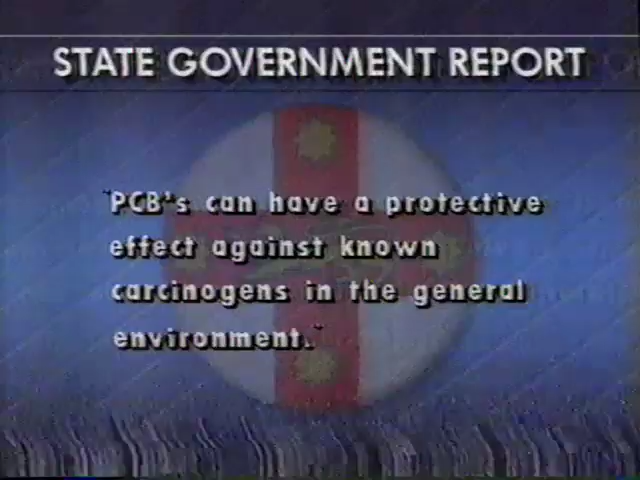 STATE GOVERNMENT REPORT
"PCB's can have a protective
effect against known
carcinogens in the general
environment."